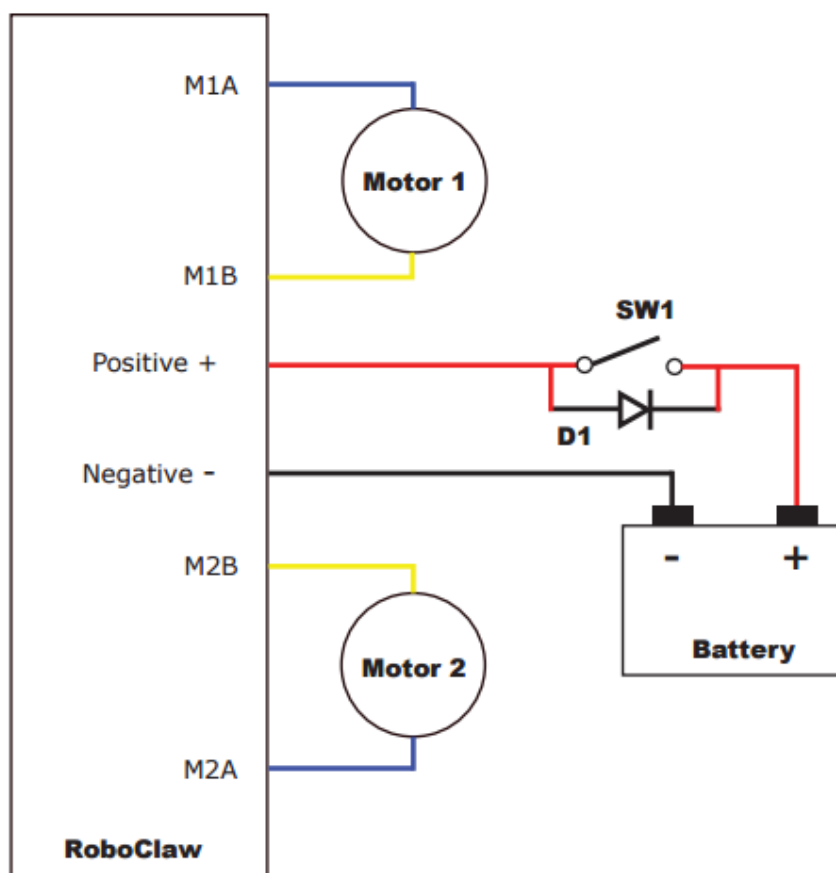 M1A
Motor 1
M1B
SW1
Positive +
D1
Negative -
M2B
- +
Battery
Motor 2
M2A
RoboClaw